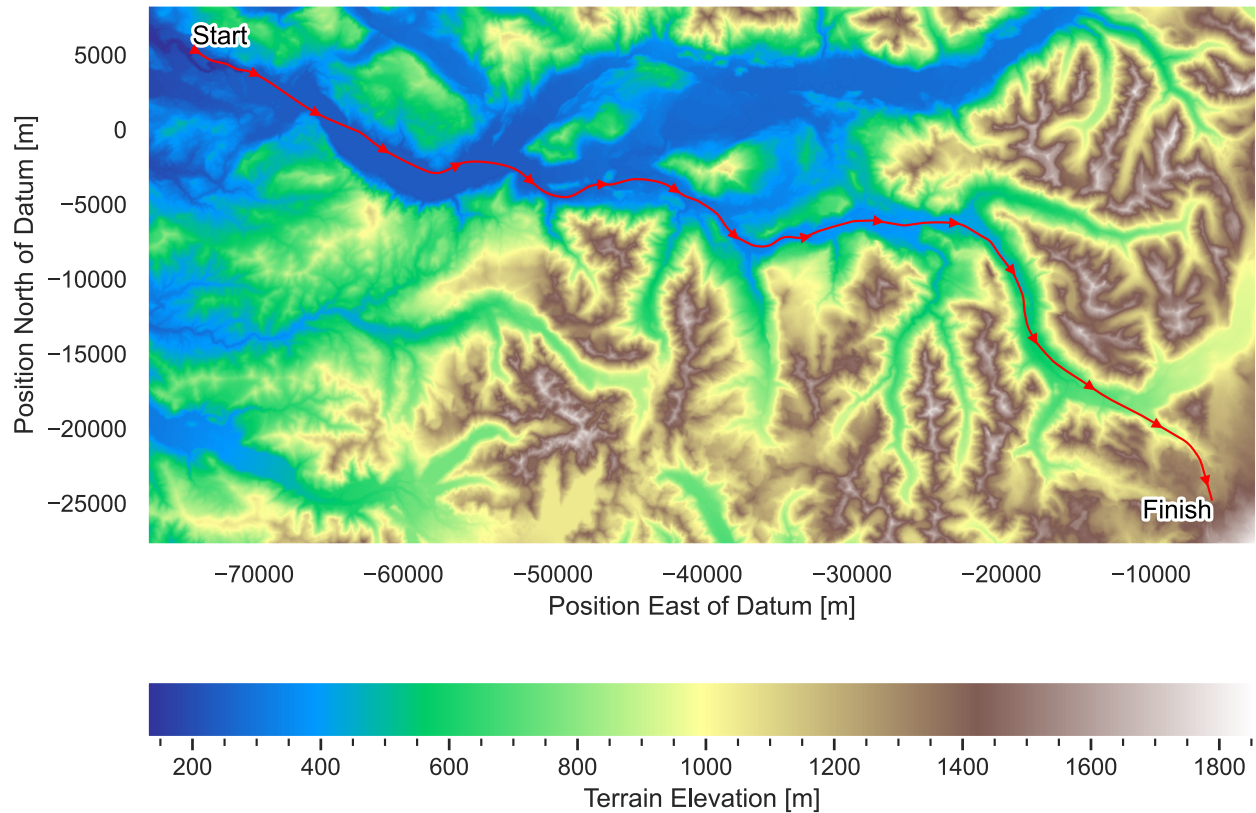 Start
5000
0
−5000
−10000
−15000
−20000
−25000
Position North of Datum [m]
Finish
−70000 −60000 −50000 −40000 −30000 −20000 −10000
Position East of Datum [m]
200 400 600 800 1000 1200 1400 1600 1800
Terrain Elevation [m]